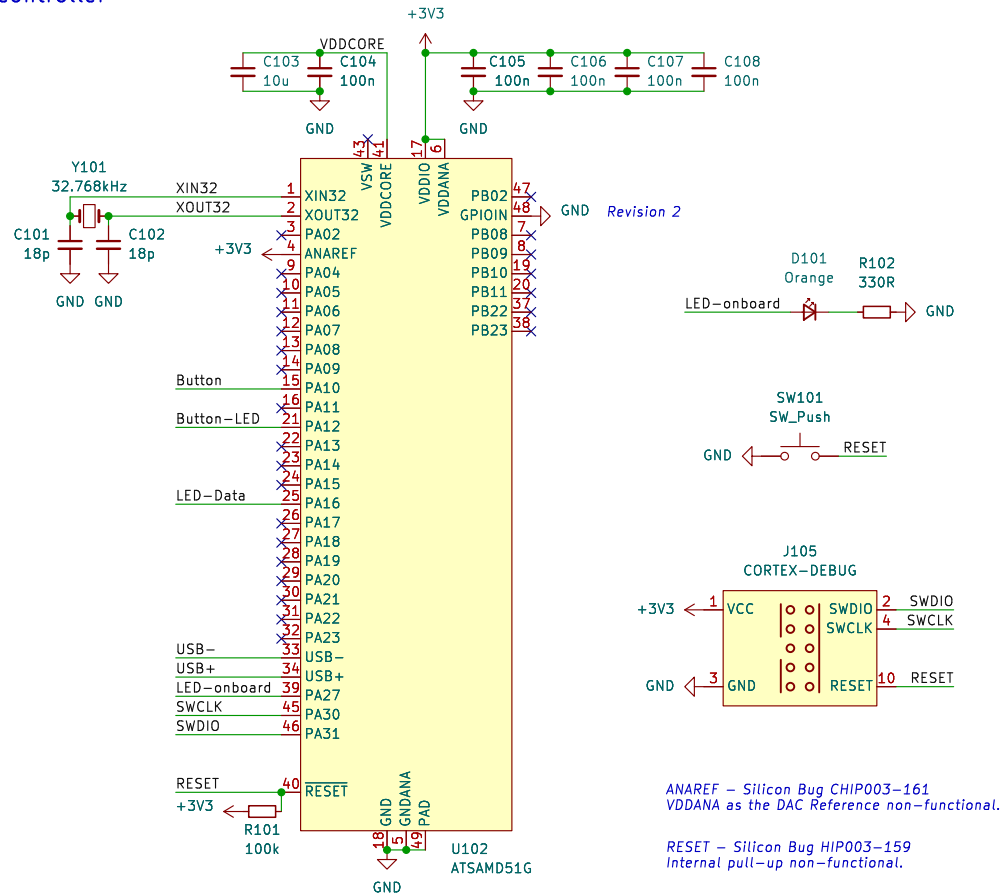 controller
+3V3
VDDCORE
C103
10u
C104
100n
C105
100n
C106
100n
C107
100n
C108
100n
GND
GND
43
41
17
6
VSW
VDDCORE
VDDIO
VDDANA
Y101
32.768kHz
XIN32
XOUT32
C101
18p
C102
18p
GND
GND
+3V3
1 XIN32
2 XOUT32
3 PA02
4 ANAREF
9 PA04
10 PA05
11 PA06
12 PA07
13 PA08
14 PA09
Button 15 PA10
16 PA11
Button-LED 21 PA12
22 PA13
23 PA14
24 PA15
LED-Data 25 PA16
26 PA17
27 PA18
28 PA19
29 PA20
30 PA21
31 PA22
32 PA23
USB- 33 USB-
USB+ 34 USB+
LED-onboard 39 PA27
SWCLK 45 PA30
SWDIO 46 PA31
RESET 40 RESET
+3V3
R101
100k
PB02 47
GPIOIN 48 GND
PB08 7
PB09 8
PB10 19
PB11 20
PB22 37
PB23 38
Revision 2
GND
GNDANA
PAD
18
5
49
GND
U102
ATSAMD51G
D101
Orange
R102
330R
LED-onboard
GND
SW101
SW_Push
GND
RESET
J105
CORTEX-DEBUG
+3V3 1 VCC
SWDIO 2 SWDIO
SWCLK 4 SWCLK
GND 3 GND
RESET 10 RESET
ANAREF - Silicon Bug CHIP003-161
VDDANA as the DAC Reference non-functional.
RESET - Silicon Bug HIP003-159
Internal pull-up non-functional.